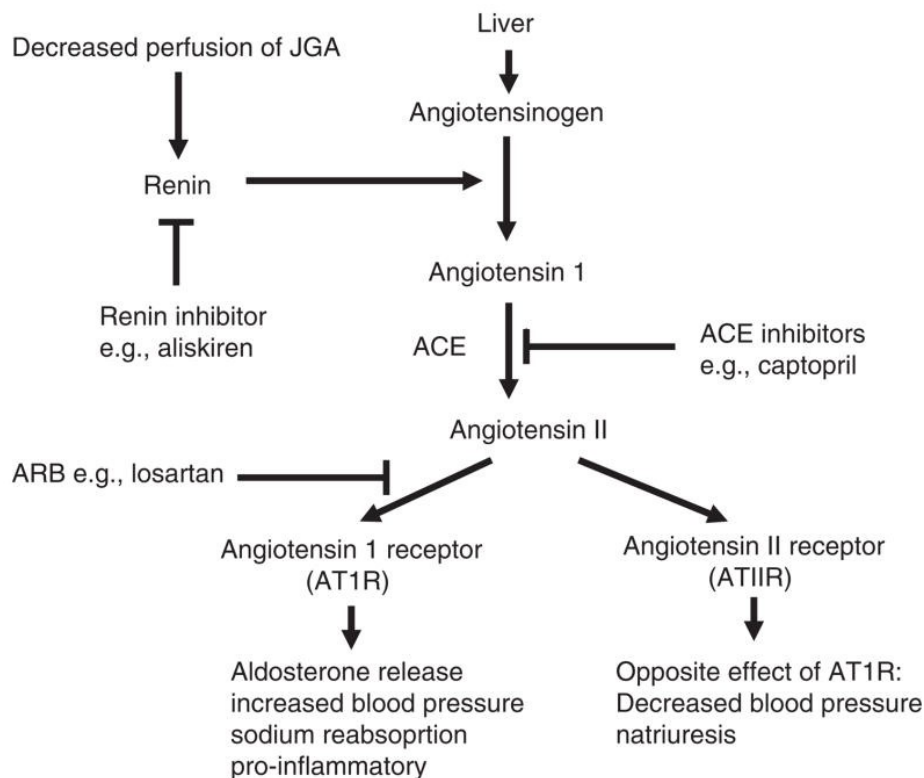 Liver
Decreased perfusion of JGA
Angiotensinogen
Renin
Angiotensin 1
Renin inhibitor
e.g., aliskiren
ACE
ACE inhibitors
e.g., captopril
Angiotensin II
ARB e.g., losartan
Angiotensin 1 receptor
(AT1R)
Angiotensin II receptor
(ATIIR)
Aldosterone release
increased blood pressure
sodium reabsoprtion
pro-inflammatory
Opposite effect of AT1R:
Decreased blood pressure
natriuresis